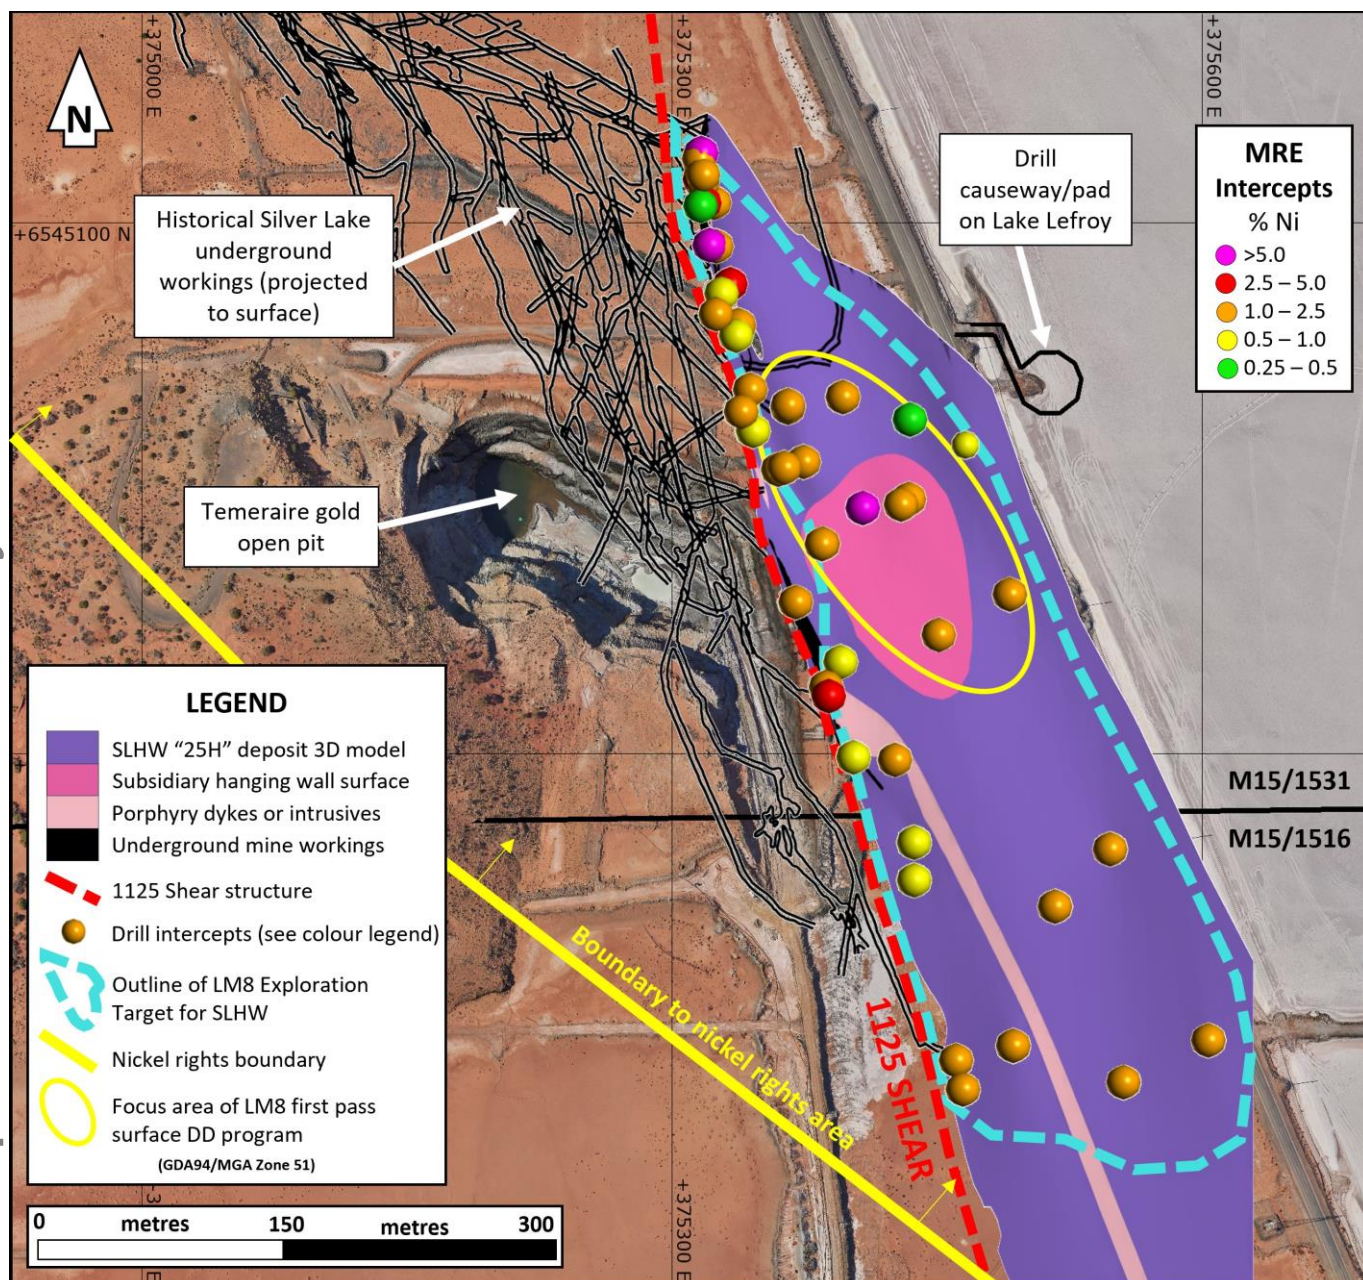 +375000 E
+375300 E
+375600 E
N
+6545100 N
Historical Silver Lake
underground
workings (projected
to surface)
Drill
causeway/pad
on Lake Lefroy
MRE
Intercepts
% Ni
>5.0
2.5 – 5.0
1.0 – 2.5
0.5 – 1.0
0.25 – 0.5
Temeraire gold
open pit
LEGEND
SLHW “25H” deposit 3D model
Subsidiary hanging wall surface
Porphyry dykes or intrusives
Underground mine workings
1125 Shear structure
Drill intercepts (see colour legend)
Outline of LM8 Exploration
Target for SLHW
Nickel rights boundary
Focus area of LM8 first pass
surface DD program
(GDA94/MGA Zone 51)
M15/1531
M15/1516
Boundary to nickel rights area
1125 SHEAR
+375300 E
0 metres 150 metres 300